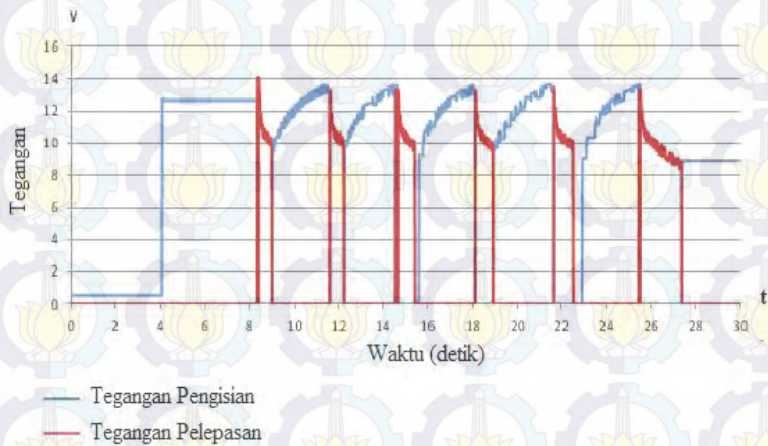 V
16
14
12
10
8
6
4
2
0
Tegangan
0 2 4 6 8 10 12 14 16 18 20 22 24 26 28 30
t
Waktu (detik)
Tegangan Pengisian
Tegangan Pelepasan